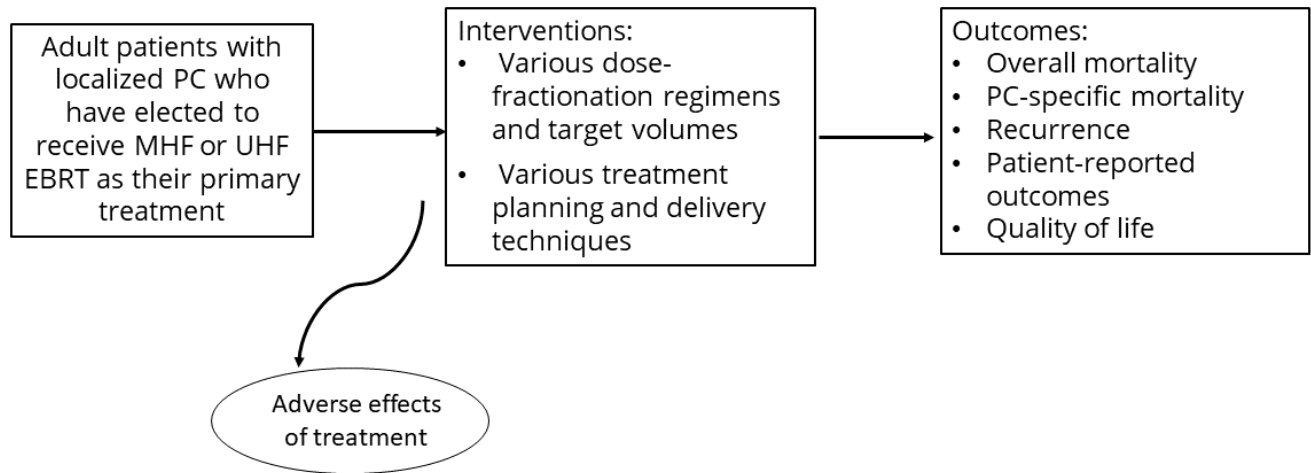 Adult patients with
localized PC who
have elected to
receive MHF or UHF
EBRT as their primary
treatment
Interventions:
• Various dose-
fractionation regimens
and target volumes
• Various treatment
planning and delivery
techniques
Outcomes:
• Overall mortality
• PC-specific mortality
• Recurrence
• Patient-reported
outcomes
• Quality of life
Adverse effects
of treatment